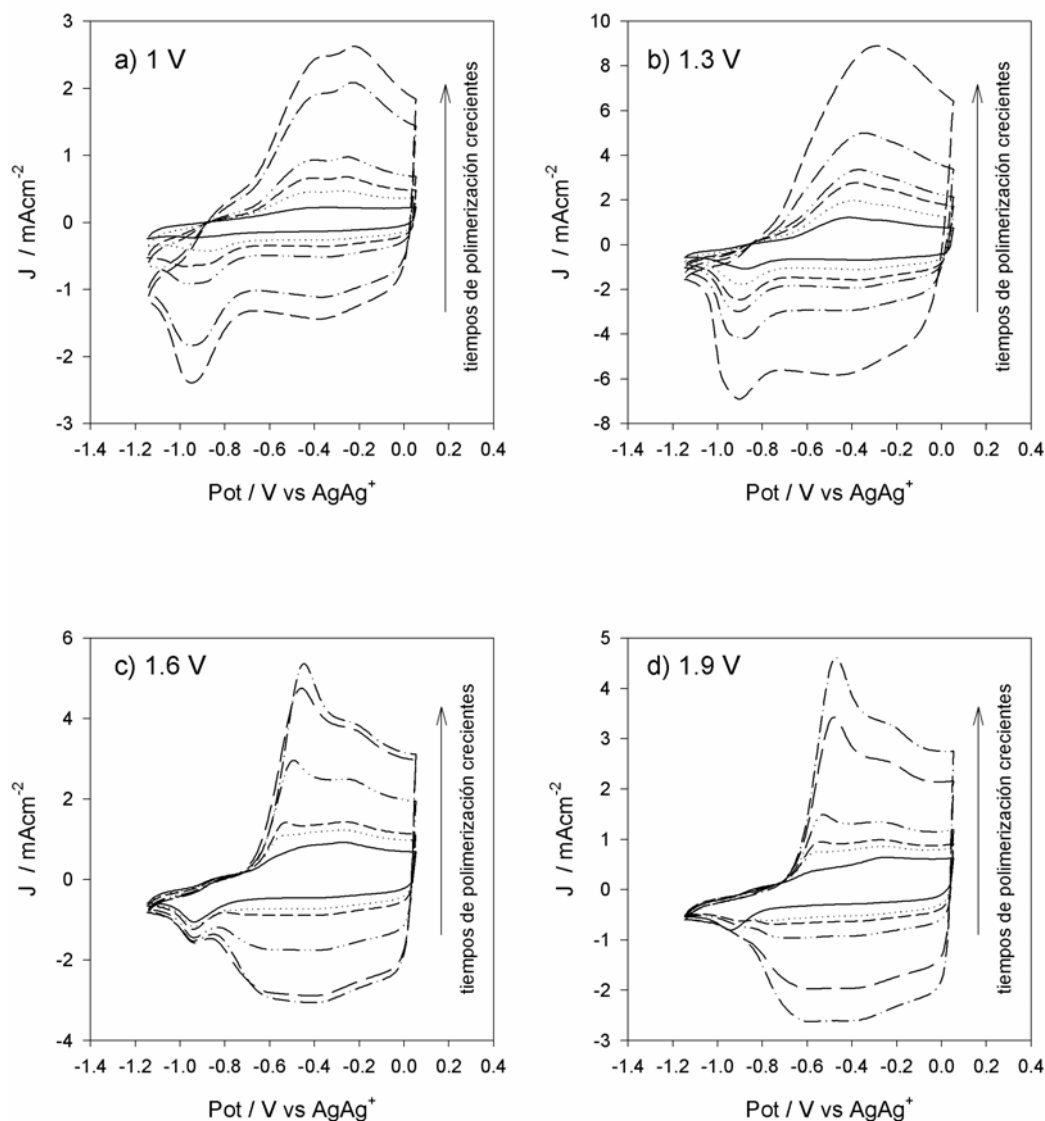 a) 1 V
3
2
1
0
-1
-2
-3
J / mAcm-2
-1.4 -1.2 -1.0 -0.8 -0.6 -0.4 -0.2 0.0 0.2 0.4
Pot / V vs AgAg+
tiempos de polimerización crecientes
b) 1.3 V
10
8
6
4
2
0
-2
-4
-6
-8
J / mAcm-2
-1.4 -1.2 -1.0 -0.8 -0.6 -0.4 -0.2 0.0 0.2 0.4
Pot / V vs AgAg+
tiempos de polimerización crecientes
c) 1.6 V
6
4
2
0
-2
-4
J / mAcm-2
-1.4 -1.2 -1.0 -0.8 -0.6 -0.4 -0.2 0.0 0.2 0.4
Pot / V vs AgAg+
tiempos de polimerización crecientes
d) 1.9 V
5
4
3
2
1
0
-1
-2
-3
J / mAcm-2
-1.4 -1.2 -1.0 -0.8 -0.6 -0.4 -0.2 0.0 0.2 0.4
Pot / V vs AgAg+
tiempos de polimerización crecientes